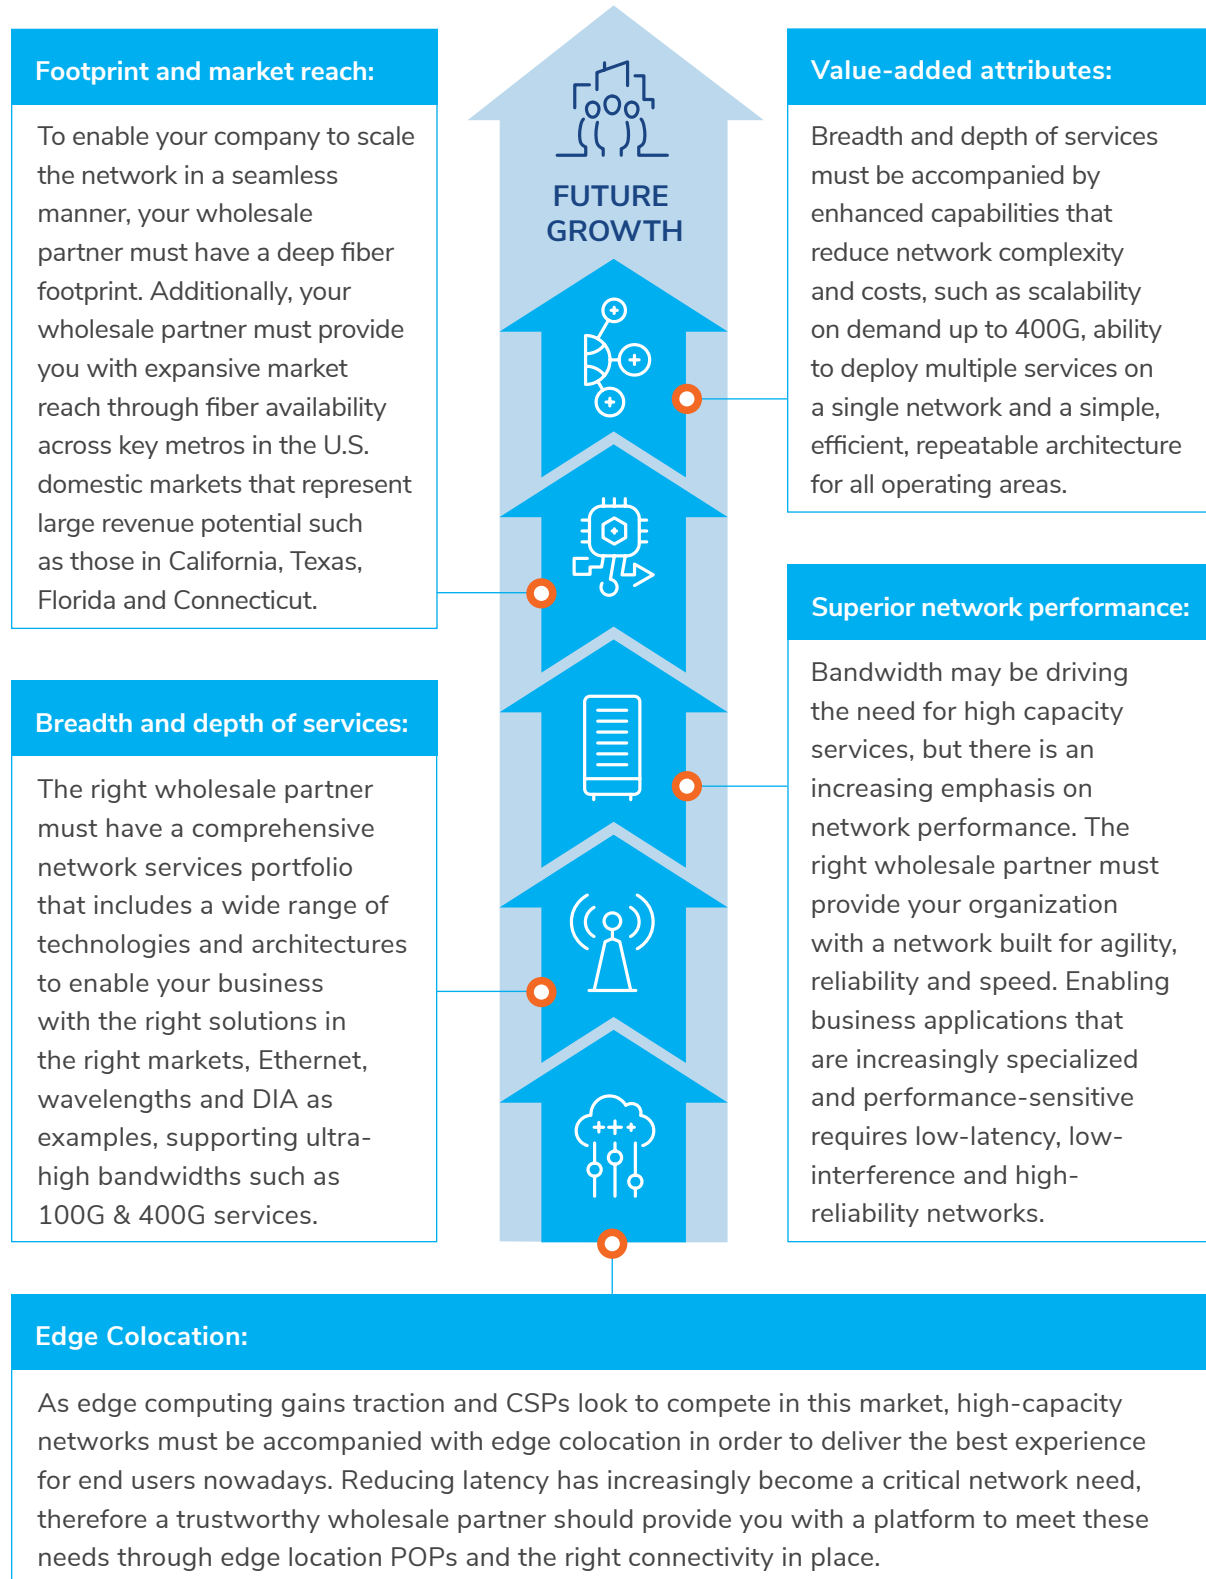 Footprint and market reach:
To enable your company to scale
the network in a seamless
manner, your wholesale
partner must have a deep fiber
footprint. Additionally, your
wholesale partner must provide
you with expansive market
reach through fiber availability
across key metros in the U.S.
domestic markets that represent
large revenue potential such
as those in California, Texas,
Florida and Connecticut.
Breadth and depth of services:
The right wholesale partner
must have a comprehensive
network services portfolio
that includes a wide range of
technologies and architectures
to enable your business
with the right solutions in
the right markets, Ethernet,
wavelengths and DIA as
examples, supporting ultra-
high bandwidths such as
100G & 400G services.
FUTURE
GROWTH
Value-added attributes:
Breadth and depth of services
must be accompanied by
enhanced capabilities that
reduce network complexity
and costs, such as scalability
on demand up to 400G, ability
to deploy multiple services on
a single network and a simple,
efficient, repeatable architecture
for all operating areas.
Superior network performance:
Bandwidth may be driving
the need for high capacity
services, but there is an
increasing emphasis on
network performance. The
right wholesale partner must
provide your organization
with a network built for agility,
reliability and speed. Enabling
business applications that
are increasingly specialized
and performance-sensitive
requires low-latency, low-
interference and high-
reliability networks.
Edge Colocation:
As edge computing gains traction and CSPs look to compete in this market, high-capacity
networks must be accompanied with edge colocation in order to deliver the best experience
for end users nowadays. Reducing latency has increasingly become a critical network need,
therefore a trustworthy wholesale partner should provide you with a platform to meet these
needs through edge location POPs and the right connectivity in place.